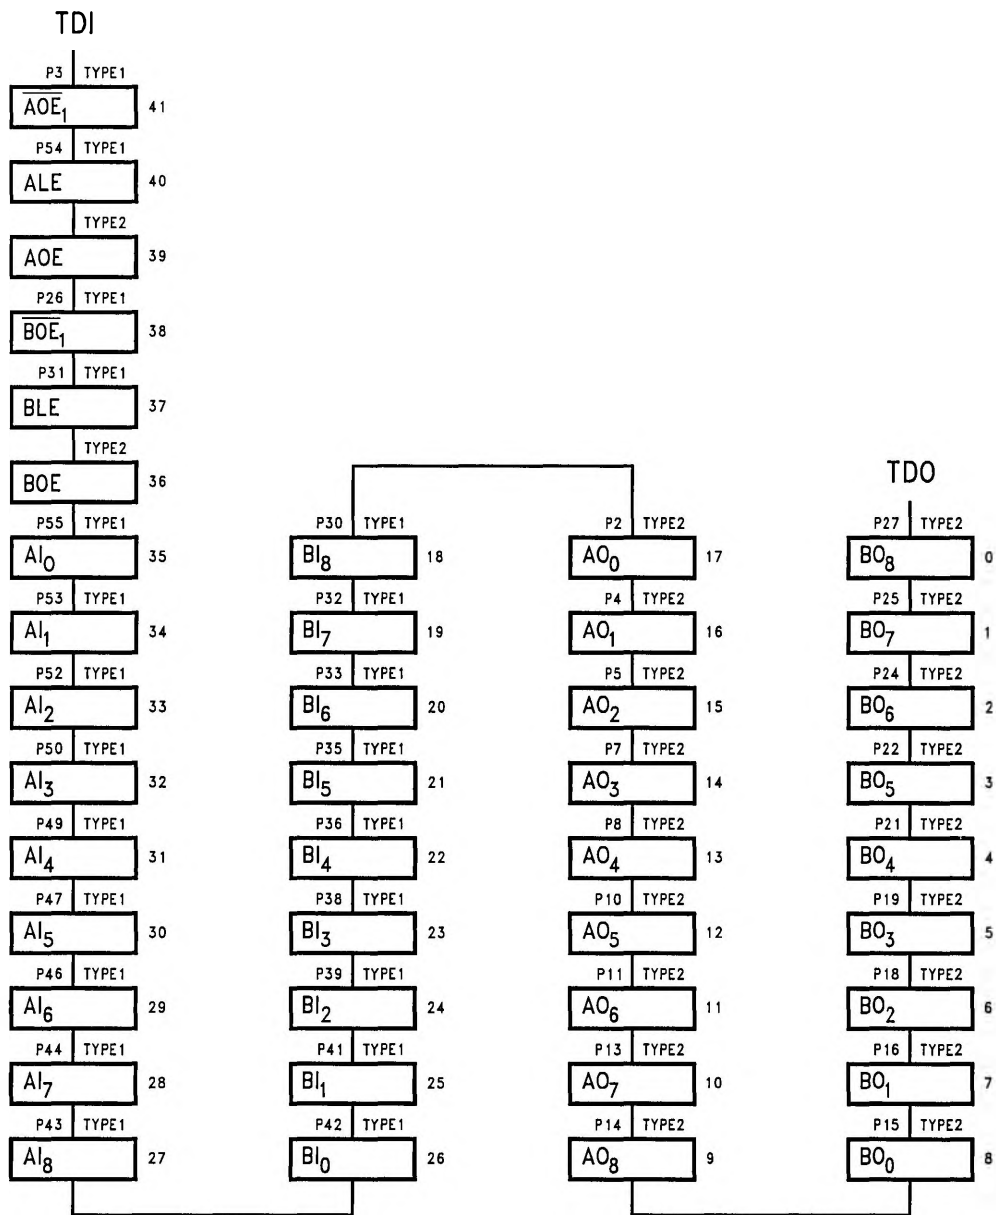 TDI
P3 TYPE1
AOE1 41
P54 TYPE1
ALE 40
TYPE2
AOE 39
P26 TYPE1
BOE1 38
P31 TYPE1
BLE 37
TYPE2
BOE 36
P55 TYPE1
AI0 35
P53 TYPE1
AI1 34
P52 TYPE1
AI2 33
P50 TYPE1
AI3 32
P49 TYPE1
AI4 31
P47 TYPE1
AI5 30
P46 TYPE1
AI6 29
P44 TYPE1
AI7 28
P43 TYPE1
AI8 27
P30 TYPE1
BI8 18
P32 TYPE1
BI7 19
P33 TYPE1
BI6 20
P35 TYPE1
BI5 21
P36 TYPE1
BI4 22
P38 TYPE1
BI3 23
P39 TYPE1
BI2 24
P41 TYPE1
BI1 25
P42 TYPE1
BI0 26
P2 TYPE2
AO0 17
P4 TYPE2
AO1 16
P5 TYPE2
AO2 15
P7 TYPE2
AO3 14
P8 TYPE2
AO4 13
P10 TYPE2
AO5 12
P11 TYPE2
AO6 11
P13 TYPE2
AO7 10
P14 TYPE2
AO8 9
TDO
P27 TYPE2
BO8 0
P25 TYPE2
BO7 1
P24 TYPE2
BO6 2
P22 TYPE2
BO5 3
P21 TYPE2
BO4 4
P19 TYPE2
BO3 5
P18 TYPE2
BO2 6
P16 TYPE2
BO1 7
P15 TYPE2
BO0 8